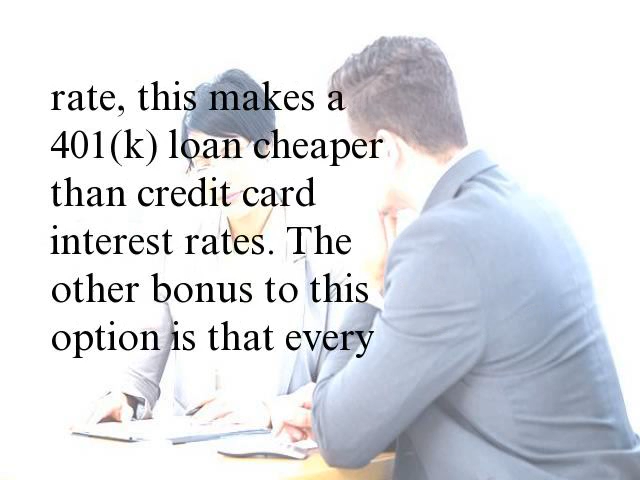 rate, this makes a
401(k) loan cheaper
than credit card
interest rates. The
other bonus to this
option is that every